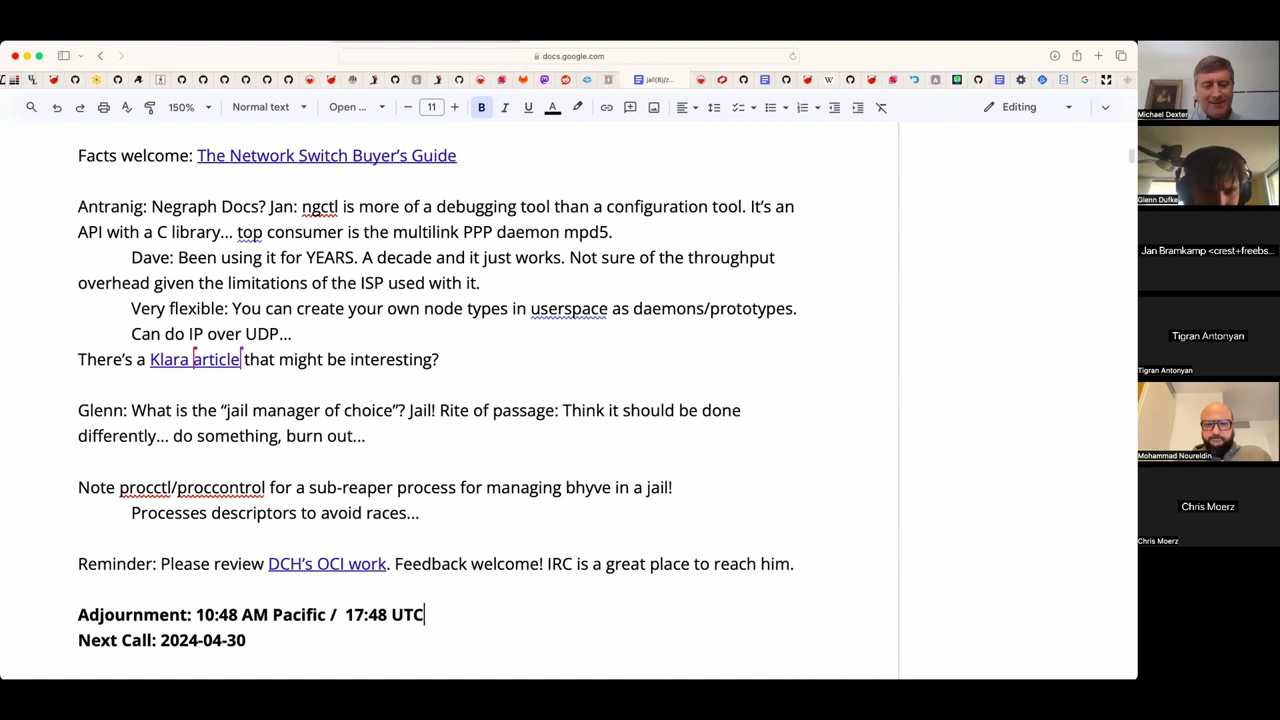 docs.google.com
jail(8)/z...
150%
Normal text
Open ...
11
Editing
Facts welcome: The Network Switch Buyer's Guide
Antranig: Negraph Docs? Jan: ngctl is more of a debugging tool than a configuration tool. It's an
API with a C library... top consumer is the multilink PPP daemon mpd5.
Dave: Been using it for YEARS. A decade and it just works. Not sure of the throughput
overhead given the limitations of the ISP used with it.
Very flexible: You can create your own node types in userspace as daemons/prototypes.
Can do IP over UDP...
There's a Klara article that might be interesting?
Glenn: What is the “jail manager of choice”? Jail! Rite of passage: Think it should be done
differently... do something, burn out...
Note procctl/proccontrol for a sub-reaper process for managing bhyve in a jail!
Processes descriptors to avoid races...
Reminder: Please review DCH's OCI work. Feedback welcome! IRC is a great place to reach him.
Adjournment: 10:48 AM Pacific / 17:48 UTC
Next Call: 2024-04-30
Michael Dexter
Glenn Dufke
Jan Bramkamp <crest+freebs...
Tigran Antonyan
Tigran Antonyan
Mohammad Noureldin
Chris Moerz
Chris Moerz